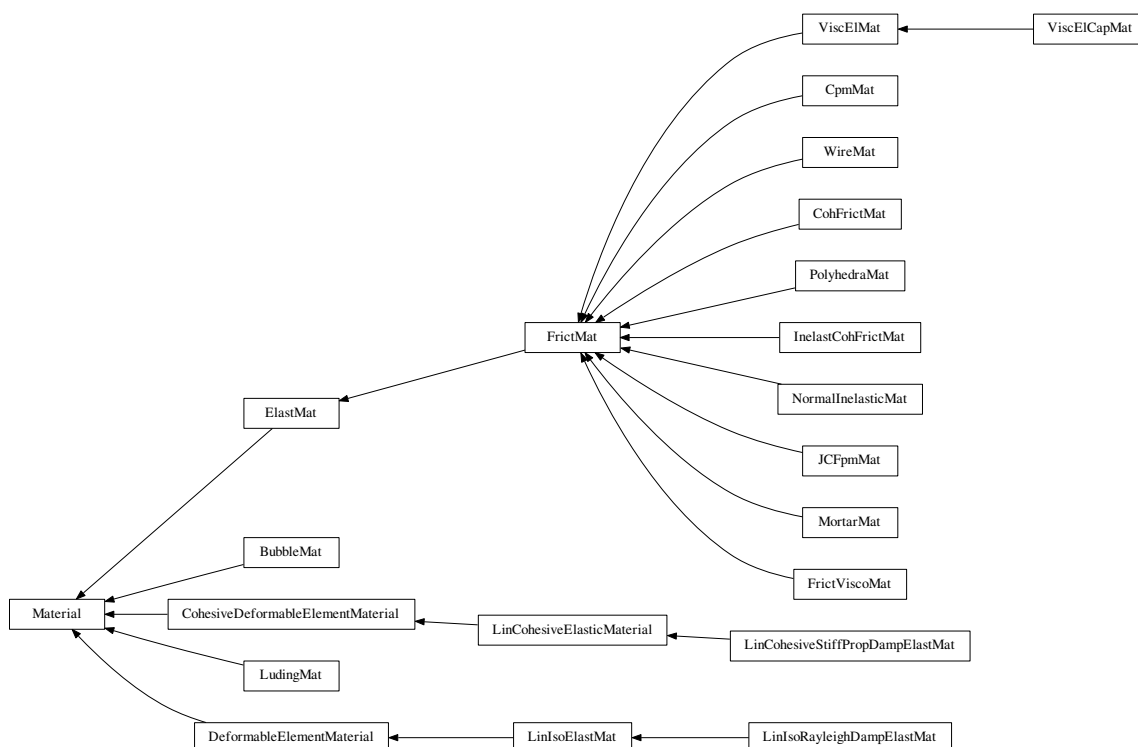 ViscElMat
ViscElCapMat
CpmMat
WireMat
CohFrictMat
PolyhedraMat
FrictMat
InelastCohFrictMat
NormalInelasticMat
ElastMat
JCFpmMat
MortarMat
BubbleMat
FrictViscoMat
Material
CohesiveDeformableElementMaterial
LinCohesiveElasticMaterial
LinCohesiveStiffPropDampElastMat
LudingMat
DeformableElementMaterial
LinIsoElastMat
LinIsoRayleighDampElastMat